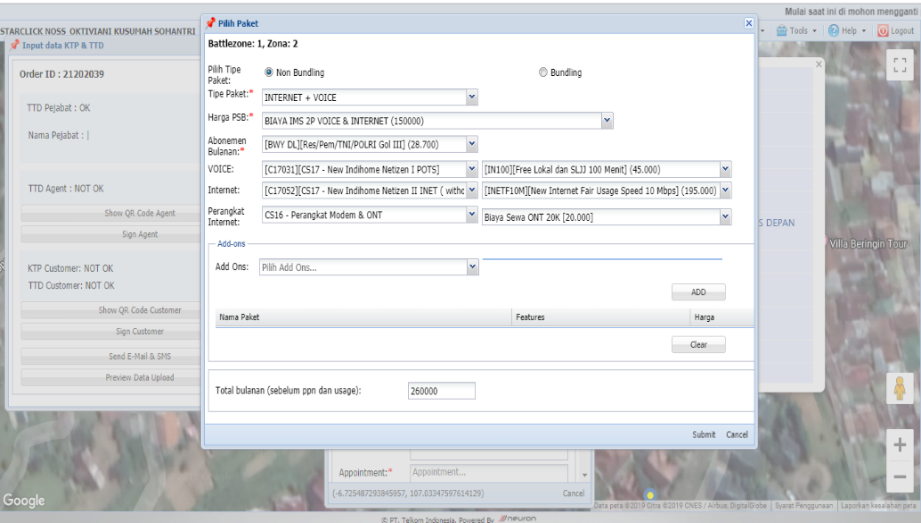 Mulai saat ini di mohon mengganti
STARCLICK NOSS OKTIVIANI KUSUMAH SOMANTRI
Tools
Help
Logout
Input data KTP & TTD
Order ID : 21202039
TTD Pejabat : OK
Nama Pejabat : |
TTD Agent : NOT OK
Show QR Code Agent
Sign Agent
KTP Customer: NOT OK
TTD Customer: NOT OK
Show QR Code Customer
Sign Customer
Send E-Mail & SMS
Preview Data Upload
Pilih Paket
Battlezone: 1, Zona: 2
Pilih Tipe Paket: Non Bundling Bundling
Tipe Paket:* INTERNET + VOICE
Harga PSB:* BIAYA IMS 2P VOICE & INTERNET (150000)
Abonemen Bulanan:* [BWY DL][Res/Pem/TNI/POLRI Gol III] (28.700)
VOICE: [C17031][CS17 - New Indihome Netizen I POTS] [IN100][Free Lokal dan SLJJ 100 Menit] (45.000)
Internet: [C17052][CS17 - New Indihome Netizen II INET ( witho [INETF10M][New Internet Fair Usage Speed 10 Mbps] (195.000)
Perangkat Internet: CS16 - Perangkat Modem & ONT Biaya Sewa ONT 20K [20.000]
Add-ons
Add Ons: Pilih Add Ons...
ADD
Nama Paket Features Harga
Clear
Total bulanan (sebelum ppn dan usage): 260000
Submit Cancel
S DEPAN
Villa Beringin Tour
Appointment:* Appointment...
(-6.725487293845557, 107.03347597614129) Cancel
Google
Data peta ©2019 Citra ©2019 CNES / Airbus, DigitalGlobe Syarat Penggunaan Laporkan kesalahan peta
© PT. Telkom Indonesia. Powered By neuron